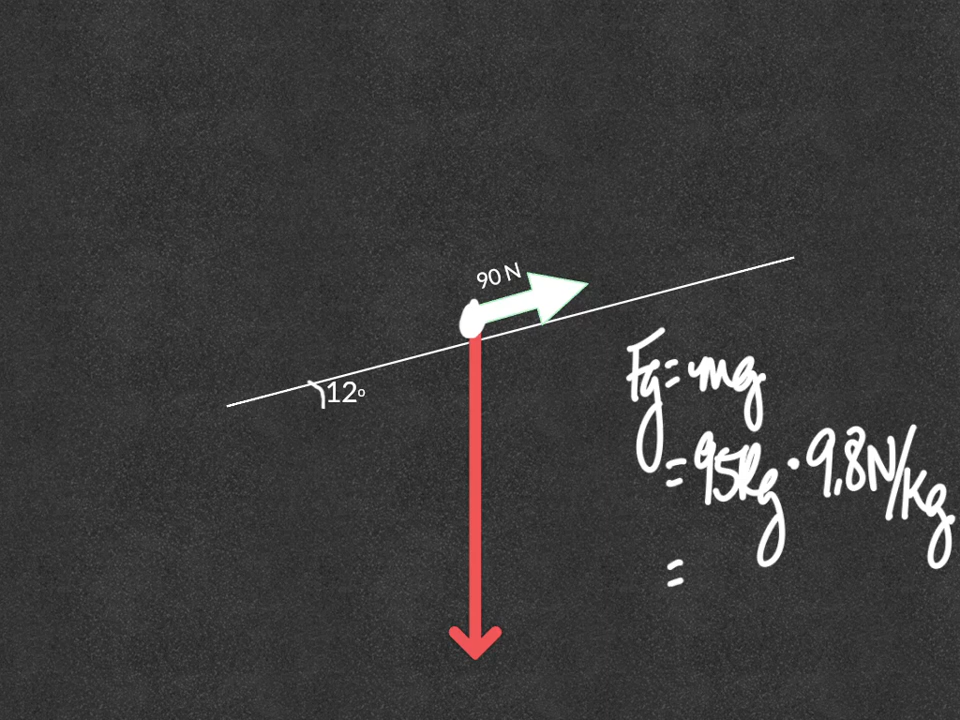 90 N
12°
Fg = mg
= 95kg · 9.8N/kg
=